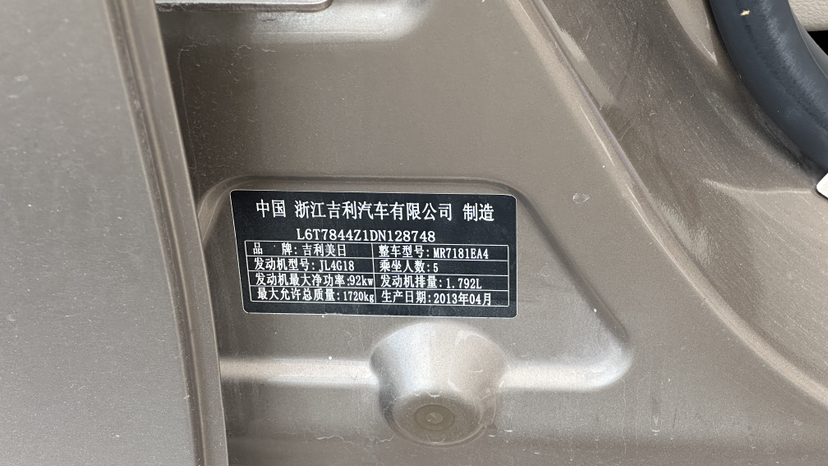 中国 浙江吉利汽车有限公司 制造
L6T7844Z1DN128748
品 牌:吉利美日 整车型号:MR7181EA4
发动机型号:JL4G18 乘坐人数:5
发动机最大净功率:92kw 发动机排量:1.792L
最大允许总质量:1720kg 生产日期:2013年04月